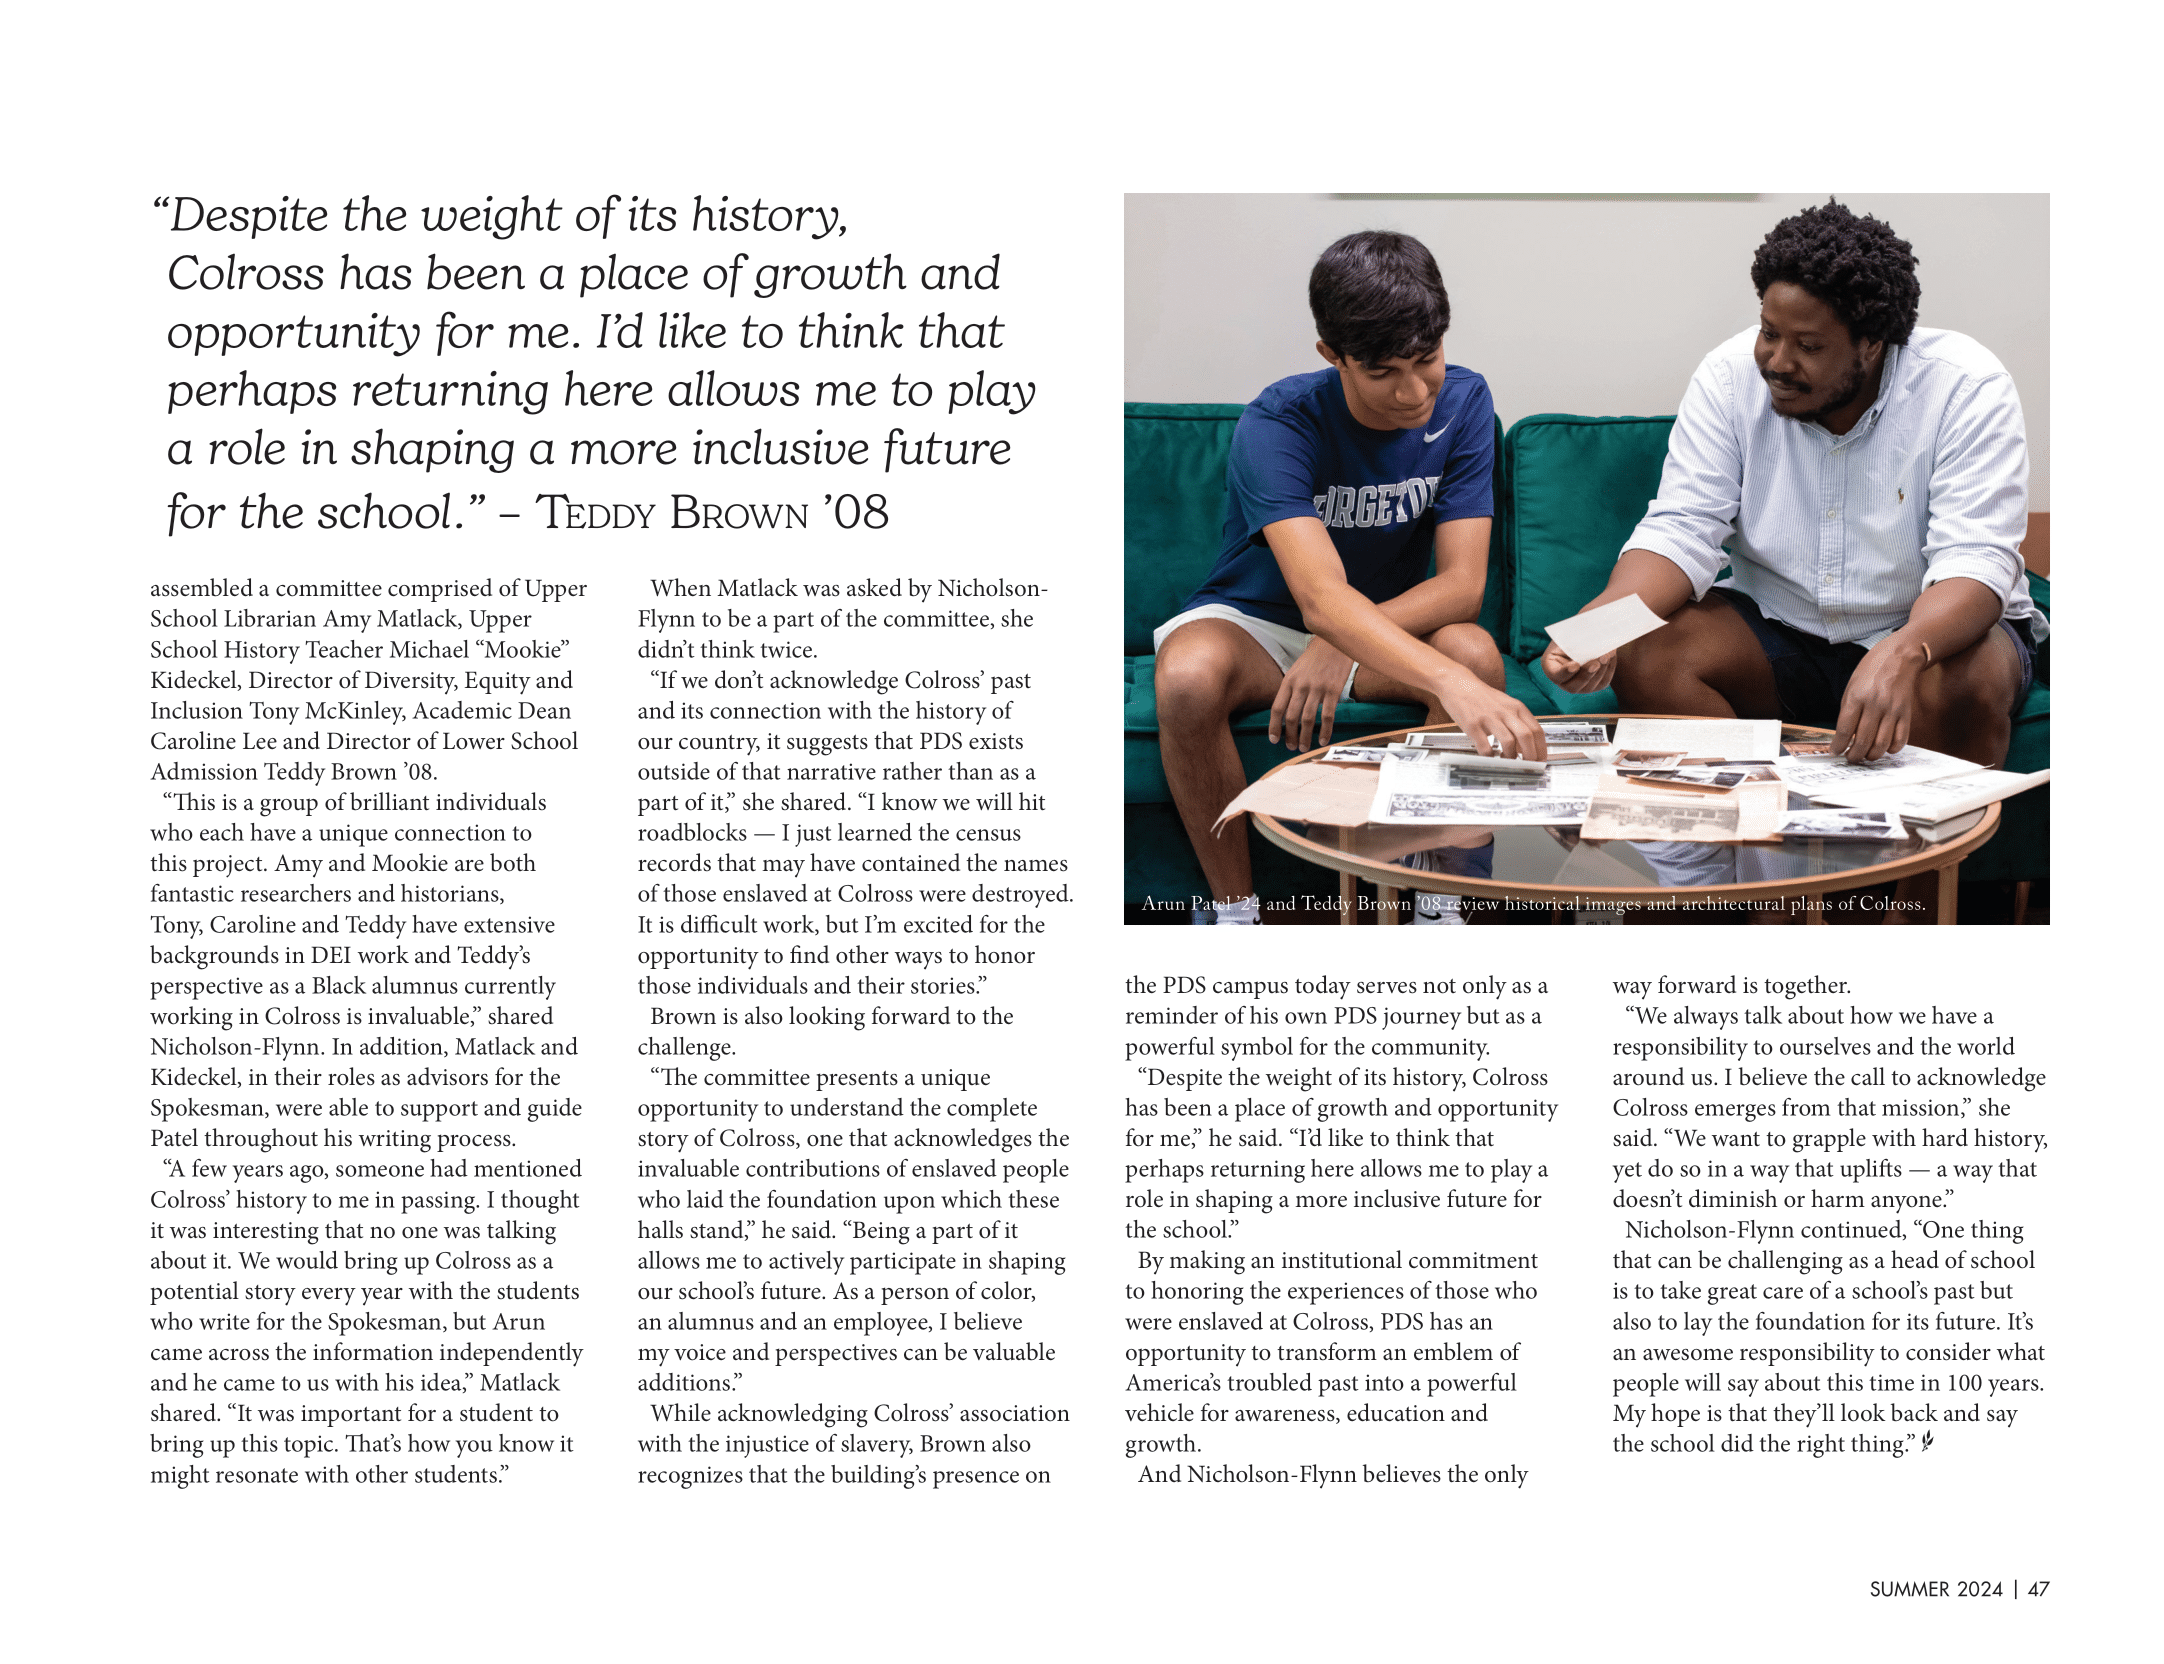 “Despite the weight of its history,
Colross has been a place of growth and
opportunity for me. I’d like to think that
perhaps returning here allows me to play
a role in shaping a more inclusive future
for the school.” – Teddy Brown ’08
assembled a committee comprised of Upper
School Librarian Amy Matlack, Upper
School History Teacher Michael “Mookie”
Kideckel, Director of Diversity, Equity and
Inclusion Tony McKinley, Academic Dean
Caroline Lee and Director of Lower School
Admission Teddy Brown ’08.
“This is a group of brilliant individuals
who each have a unique connection to
this project. Amy and Mookie are both
fantastic researchers and historians,
Tony, Caroline and Teddy have extensive
backgrounds in DEI work and Teddy’s
perspective as a Black alumnus currently
working in Colross is invaluable,” shared
Nicholson-Flynn. In addition, Matlack and
Kideckel, in their roles as advisors for the
Spokesman, were able to support and guide
Patel throughout his writing process.
“A few years ago, someone had mentioned
Colross’ history to me in passing. I thought
it was interesting that no one was talking
about it. We would bring up Colross as a
potential story every year with the students
who write for the Spokesman, but Arun
came across the information independently
and he came to us with his idea,” Matlack
shared. “It was important for a student to
bring up this topic. That’s how you know it
might resonate with other students.”
When Matlack was asked by Nicholson-
Flynn to be a part of the committee, she
didn’t think twice.
“If we don’t acknowledge Colross’ past
and its connection with the history of
our country, it suggests that PDS exists
outside of that narrative rather than as a
part of it,” she shared. “I know we will hit
roadblocks — I just learned the census
records that may have contained the names
of those enslaved at Colross were destroyed.
It is difficult work, but I’m excited for the
opportunity to find other ways to honor
those individuals and their stories.”
Brown is also looking forward to the
challenge.
“The committee presents a unique
opportunity to understand the complete
story of Colross, one that acknowledges the
invaluable contributions of enslaved people
who laid the foundation upon which these
halls stand,” he said. “Being a part of it
allows me to actively participate in shaping
our school’s future. As a person of color,
an alumnus and an employee, I believe
my voice and perspectives can be valuable
additions.”
While acknowledging Colross’ association
with the injustice of slavery, Brown also
recognizes that the building’s presence on
Arun Patel ’24 and Teddy Brown ’08 review historical images and architectural plans of Colross.
the PDS campus today serves not only as a
reminder of his own PDS journey but as a
powerful symbol for the community.
“Despite the weight of its history, Colross
has been a place of growth and opportunity
for me,” he said. “I’d like to think that
perhaps returning here allows me to play a
role in shaping a more inclusive future for
the school.”
By making an institutional commitment
to honoring the experiences of those who
were enslaved at Colross, PDS has an
opportunity to transform an emblem of
America’s troubled past into a powerful
vehicle for awareness, education and
growth.
And Nicholson-Flynn believes the only
way forward is together.
“We always talk about how we have a
responsibility to ourselves and the world
around us. I believe the call to acknowledge
Colross emerges from that mission,” she
said. “We want to grapple with hard history,
yet do so in a way that uplifts — a way that
doesn’t diminish or harm anyone.”
Nicholson-Flynn continued, “One thing
that can be challenging as a head of school
is to take great care of a school’s past but
also to lay the foundation for its future. It’s
an awesome responsibility to consider what
people will say about this time in 100 years.
My hope is that they’ll look back and say
the school did the right thing.”
SUMMER 2024 | 47